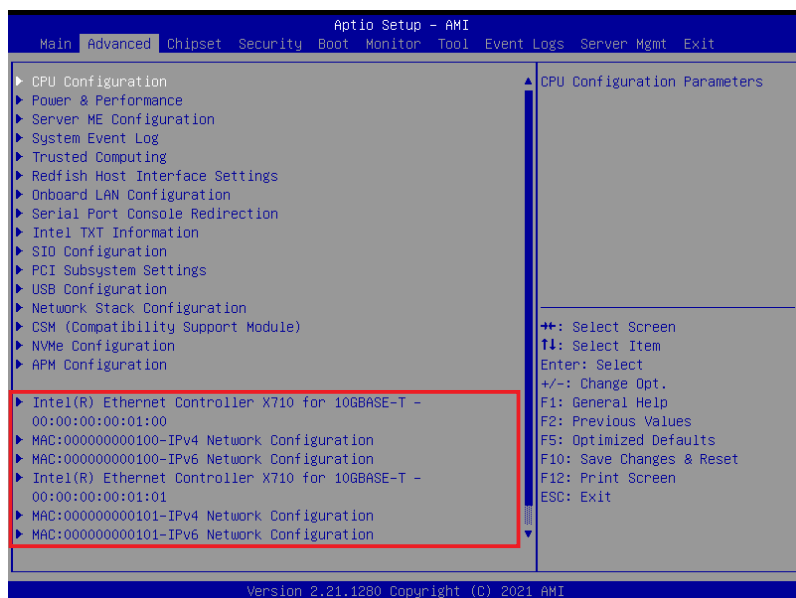 Aptio Setup – AMI
Main Advanced Chipset Security Boot Monitor Tool Event Logs Server Mgmt Exit
CPU Configuration
Power & Performance
Server ME Configuration
System Event Log
Trusted Computing
Redfish Host Interface Settings
Onboard LAN Configuration
Serial Port Console Redirection
Intel TXT Information
SIO Configuration
PCI Subsystem Settings
USB Configuration
Network Stack Configuration
CSM (Compatibility Support Module)
NVMe Configuration
APM Configuration
Intel(R) Ethernet Controller X710 for 10GBASE-T –
00:00:00:00:01:00
MAC:000000000100-IPv4 Network Configuration
MAC:000000000100-IPv6 Network Configuration
Intel(R) Ethernet Controller X710 for 10GBASE-T –
00:00:00:00:01:01
MAC:000000000101-IPv4 Network Configuration
MAC:000000000101-IPv6 Network Configuration
CPU Configuration Parameters
→←: Select Screen
↑↓: Select Item
Enter: Select
+/-: Change Opt.
F1: General Help
F2: Previous Values
F5: Optimized Defaults
F10: Save Changes & Reset
F12: Print Screen
ESC: Exit
Version 2.21.1280 Copyright (C) 2021 AMI